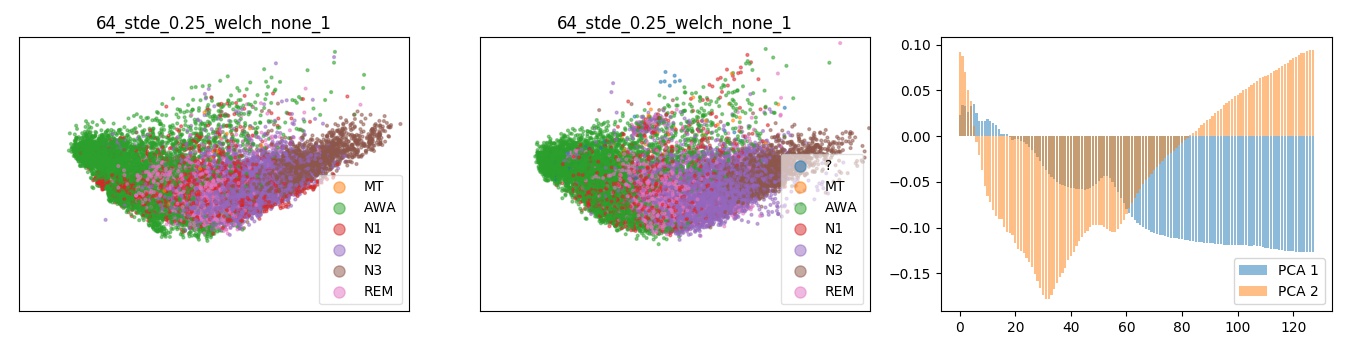 64_stde_0.25_welch_none_1
MT
AWA
N1
N2
N3
REM
64_stde_0.25_welch_none_1
?
MT
AWA
N1
N2
N3
REM
0.10
0.05
0.00
−0.05
−0.10
−0.15
0 20 40 60 80 100 120
PCA 1
PCA 2